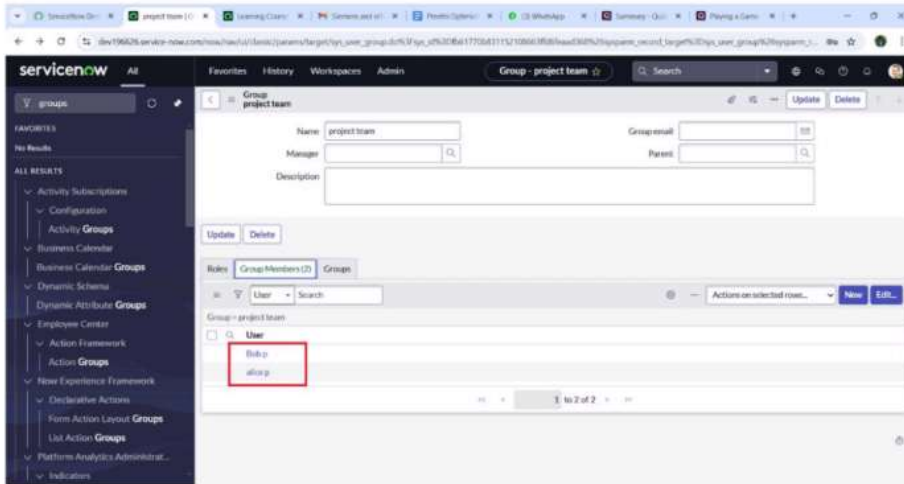 project team | G
WhatsApp
servicenow All Favorites History Workspaces Admin Group - project team Search
groups
Group
project team
Update Delete
FAVORITES
No Results
Name project team
Group email
Manager
Parent
Description
ALL RESULTS
Activity Subscriptions
Configuration
Activity Groups
Business Calendar
Business Calendar Groups
Dynamic Schema
Dynamic Attribute Groups
Employee Center
Action Framework
Action Groups
Now Experience Framework
Declarative Actions
Form Action Layout Groups
List Action Groups
Platform Analytics Administrat...
Indicators
Update Delete
Roles Group Members (2) Groups
User Search
Actions on selected rows... New Edit...
Group = project team
User
Bob p
alice p
1 to 2 of 2